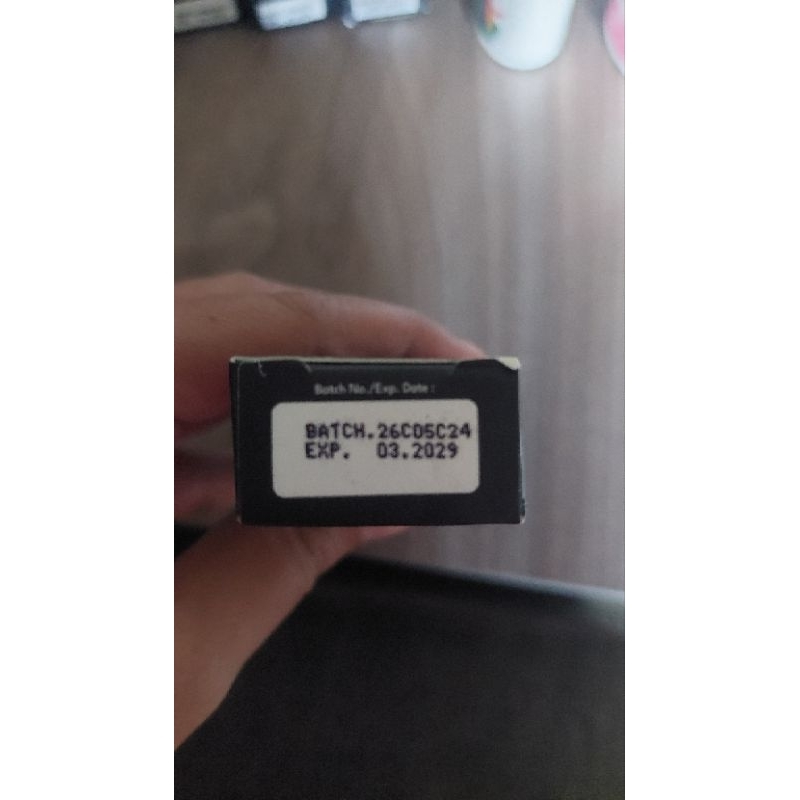 Batch No./Exp. Date :
BATCH.26C05C24
EXP. 03.2029